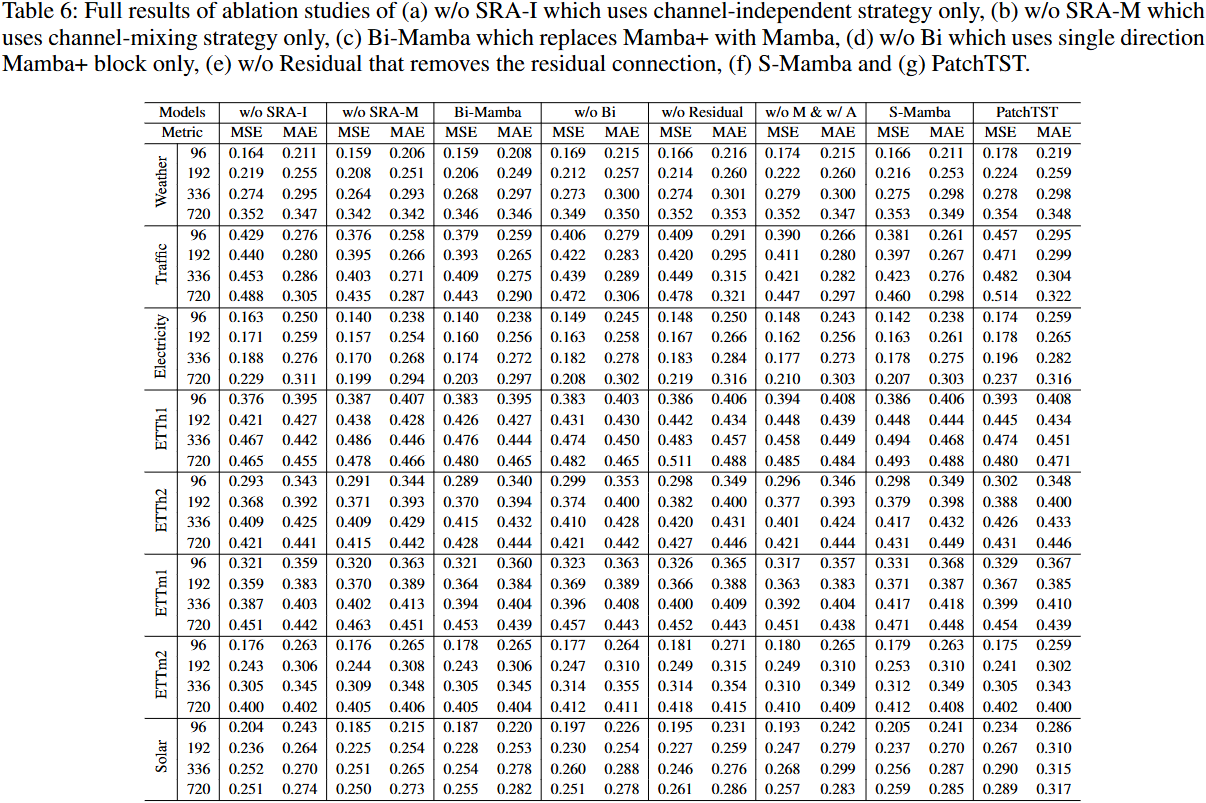 Table 6: Full results of ablation studies of (a) w/o SRA-I which uses channel-independent strategy only, (b) w/o SRA-M which
uses channel-mixing strategy only, (c) Bi-Mamba which replaces Mamba+ with Mamba, (d) w/o Bi which uses single direction
Mamba+ block only, (e) w/o Residual that removes the residual connection, (f) S-Mamba and (g) PatchTST.
Models w/o SRA-I w/o SRA-M Bi-Mamba w/o Bi w/o Residual w/o M & w/ A S-Mamba PatchTST
Metric MSE MAE MSE MAE MSE MAE MSE MAE MSE MAE MSE MAE MSE MAE MSE MAE
Weather
96 0.164 0.211 0.159 0.206 0.159 0.208 0.169 0.215 0.166 0.216 0.174 0.215 0.166 0.211 0.178 0.219
192 0.219 0.255 0.208 0.251 0.206 0.249 0.212 0.257 0.214 0.260 0.222 0.260 0.216 0.253 0.224 0.259
336 0.274 0.295 0.264 0.293 0.268 0.297 0.273 0.300 0.274 0.301 0.279 0.300 0.275 0.298 0.278 0.298
720 0.352 0.347 0.342 0.342 0.346 0.346 0.349 0.350 0.352 0.353 0.352 0.347 0.353 0.349 0.354 0.348
Traffic
96 0.429 0.276 0.376 0.258 0.379 0.259 0.406 0.279 0.409 0.291 0.390 0.266 0.381 0.261 0.457 0.295
192 0.440 0.280 0.395 0.266 0.393 0.265 0.422 0.283 0.420 0.295 0.411 0.280 0.397 0.267 0.471 0.299
336 0.453 0.286 0.403 0.271 0.409 0.275 0.439 0.289 0.449 0.315 0.421 0.282 0.423 0.276 0.482 0.304
720 0.488 0.305 0.435 0.287 0.443 0.290 0.472 0.306 0.478 0.321 0.447 0.297 0.460 0.298 0.514 0.322
Electricity
96 0.163 0.250 0.140 0.238 0.140 0.238 0.149 0.245 0.148 0.250 0.148 0.243 0.142 0.238 0.174 0.259
192 0.171 0.259 0.157 0.254 0.160 0.256 0.163 0.258 0.167 0.266 0.162 0.256 0.163 0.261 0.178 0.265
336 0.188 0.276 0.170 0.268 0.174 0.272 0.182 0.278 0.183 0.284 0.177 0.273 0.178 0.275 0.196 0.282
720 0.229 0.311 0.199 0.294 0.203 0.297 0.208 0.302 0.219 0.316 0.210 0.303 0.207 0.303 0.237 0.316
ETTh1
96 0.376 0.395 0.387 0.407 0.383 0.395 0.383 0.403 0.386 0.406 0.394 0.408 0.386 0.406 0.393 0.408
192 0.421 0.427 0.438 0.428 0.426 0.427 0.431 0.430 0.442 0.434 0.448 0.439 0.448 0.444 0.445 0.434
336 0.467 0.442 0.486 0.446 0.476 0.444 0.474 0.450 0.483 0.457 0.458 0.449 0.494 0.468 0.474 0.451
720 0.465 0.455 0.478 0.466 0.480 0.465 0.482 0.465 0.511 0.488 0.485 0.484 0.493 0.488 0.480 0.471
ETTh2
96 0.293 0.343 0.291 0.344 0.289 0.340 0.299 0.353 0.298 0.349 0.296 0.346 0.298 0.349 0.302 0.348
192 0.368 0.392 0.371 0.393 0.370 0.394 0.374 0.400 0.382 0.400 0.377 0.393 0.379 0.398 0.388 0.400
336 0.409 0.425 0.409 0.429 0.415 0.432 0.410 0.428 0.420 0.431 0.401 0.424 0.417 0.432 0.426 0.433
720 0.421 0.441 0.415 0.442 0.428 0.444 0.421 0.442 0.427 0.446 0.421 0.444 0.431 0.449 0.431 0.446
ETTm1
96 0.321 0.359 0.320 0.363 0.321 0.360 0.323 0.363 0.326 0.365 0.317 0.357 0.331 0.368 0.329 0.367
192 0.359 0.383 0.370 0.389 0.364 0.384 0.369 0.389 0.366 0.388 0.363 0.383 0.371 0.387 0.367 0.385
336 0.387 0.403 0.402 0.413 0.394 0.404 0.396 0.408 0.400 0.409 0.392 0.404 0.417 0.418 0.399 0.410
720 0.451 0.442 0.463 0.451 0.453 0.439 0.457 0.443 0.452 0.443 0.451 0.438 0.471 0.448 0.454 0.439
ETTm2
96 0.176 0.263 0.176 0.265 0.178 0.265 0.177 0.264 0.181 0.271 0.180 0.265 0.179 0.263 0.175 0.259
192 0.243 0.306 0.244 0.308 0.243 0.306 0.247 0.310 0.249 0.315 0.249 0.310 0.253 0.310 0.241 0.302
336 0.305 0.345 0.309 0.348 0.305 0.345 0.314 0.355 0.314 0.354 0.310 0.349 0.312 0.349 0.305 0.343
720 0.400 0.402 0.405 0.406 0.405 0.404 0.412 0.411 0.418 0.415 0.410 0.409 0.412 0.408 0.402 0.400
Solar
96 0.204 0.243 0.185 0.215 0.187 0.220 0.197 0.226 0.195 0.231 0.193 0.242 0.205 0.241 0.234 0.286
192 0.236 0.264 0.225 0.254 0.228 0.253 0.230 0.254 0.227 0.259 0.247 0.279 0.237 0.270 0.267 0.310
336 0.252 0.270 0.251 0.265 0.254 0.278 0.260 0.288 0.246 0.276 0.268 0.299 0.256 0.287 0.290 0.315
720 0.251 0.274 0.250 0.273 0.255 0.282 0.251 0.278 0.261 0.286 0.257 0.283 0.259 0.285 0.289 0.317